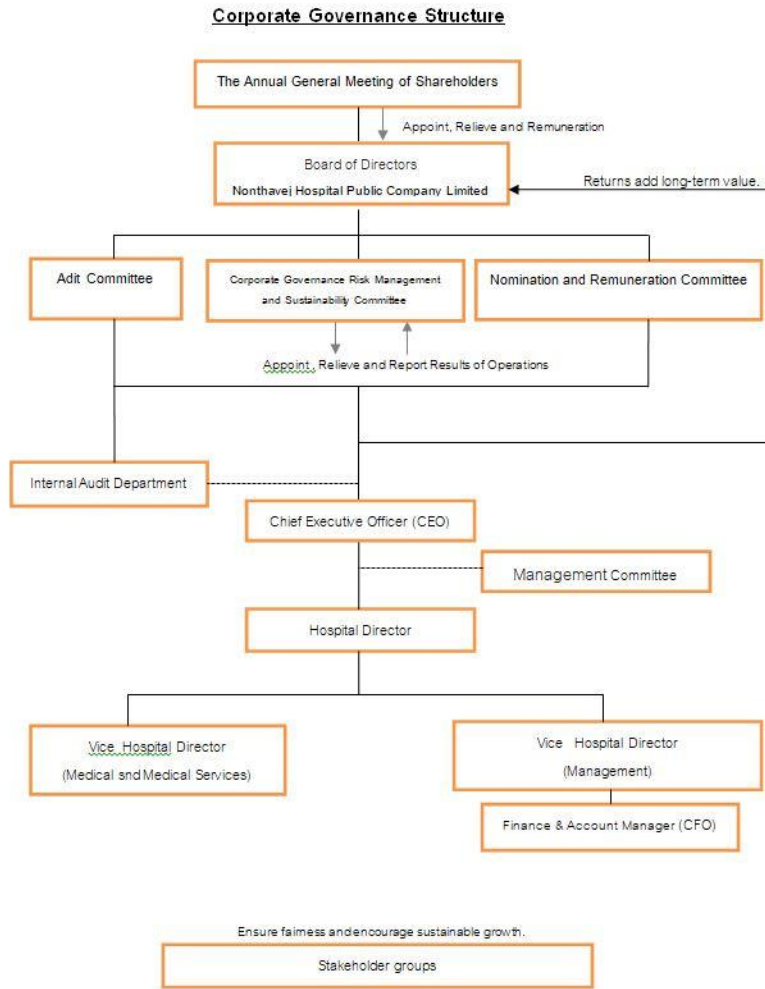 Corporate Governance Structure
The Annual General Meeting of Shareholders
Appoint, Relieve and Remuneration
Board of Directors
Nonthavej Hospital Public Company Limited
Returns add long-term value.
Adit Committee
Corporate Governance Risk Management
and Sustainability Committee
Nomination and Remuneration Committee
Appoint , Relieve and Report Results of Operations
Internal Audit Department
Chief Executive Officer (CEO)
Management Committee
Hospital Director
Vice Hospital Director
(Medical snd Medical Services)
Vice Hospital Director
(Management)
Finance & Account Manager (CFO)
Ensure fairness and encourage sustainable growth.
Stakeholder groups